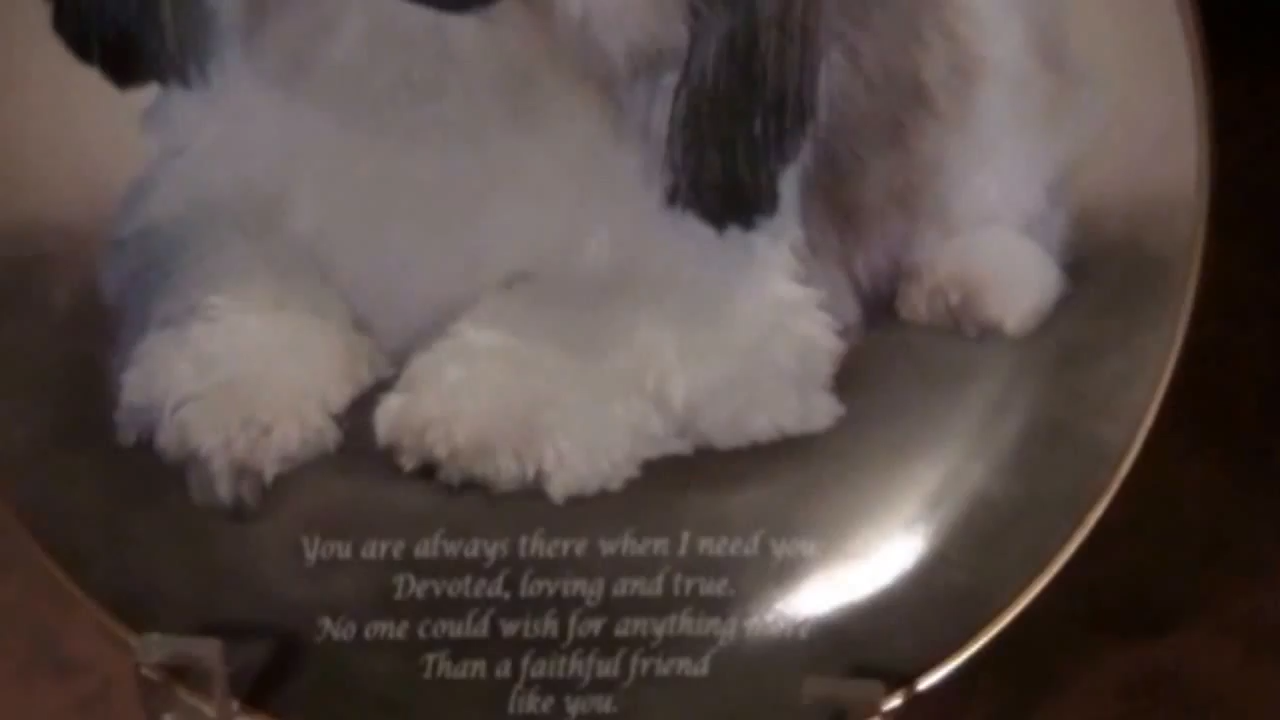 You are always there when I need you
Devoted, loving and true.
No one could wish for anything more
Than a faithful friend
like you.